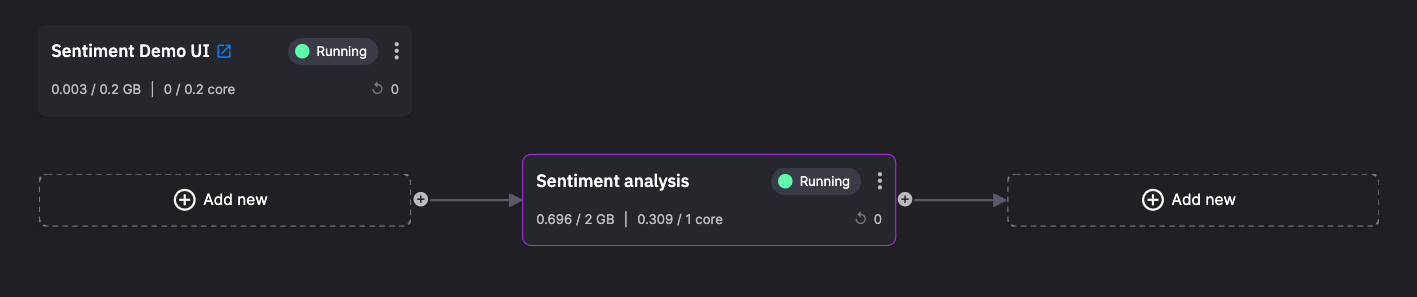 Sentiment Demo UI Running
0.003 / 0.2 GB | 0 / 0.2 core 0
Add new
Sentiment analysis Running
0.696 / 2 GB | 0.309 / 1 core 0
Add new